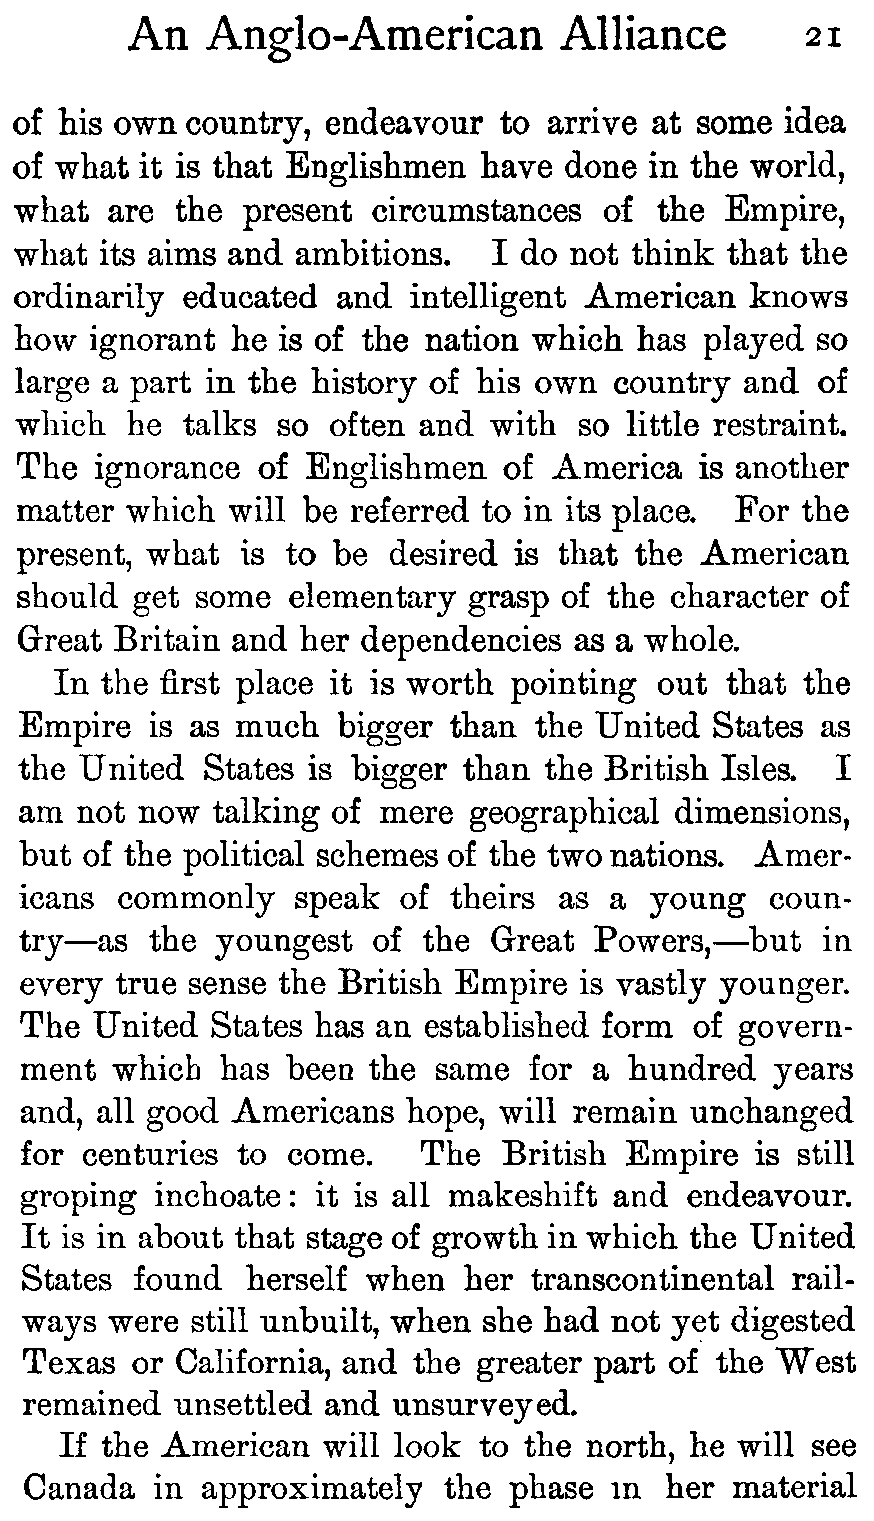 An Anglo-American Alliance 21
of his own country, endeavour to arrive at some idea
of what it is that Englishmen have done in the world,
what are the present circumstances of the Empire,
what its aims and ambitions. I do not think that the
ordinarily educated and intelligent American knows
how ignorant he is of the nation which has played so
large a part in the history of his own country and of
which he talks so often and with so little restraint.
The ignorance of Englishmen of America is another
matter which will be referred to in its place. For the
present, what is to be desired is that the American
should get some elementary grasp of the character of
Great Britain and her dependencies as a whole.
In the first place it is worth pointing out that the
Empire is as much bigger than the United States as
the United States is bigger than the British Isles. I
am not now talking of mere geographical dimensions,
but of the political schemes of the two nations. Amer-
icans commonly speak of theirs as a young coun-
try—as the youngest of the Great Powers,—but in
every true sense the British Empire is vastly younger.
The United States has an established form of govern-
ment which has been the same for a hundred years
and, all good Americans hope, will remain unchanged
for centuries to come. The British Empire is still
groping inchoate: it is all makeshift and endeavour.
It is in about that stage of growth in which the United
States found herself when her transcontinental rail-
ways were still unbuilt, when she had not yet digested
Texas or California, and the greater part of the West
remained unsettled and unsurveyed.
If the American will look to the north, he will see
Canada in approximately the phase in her material